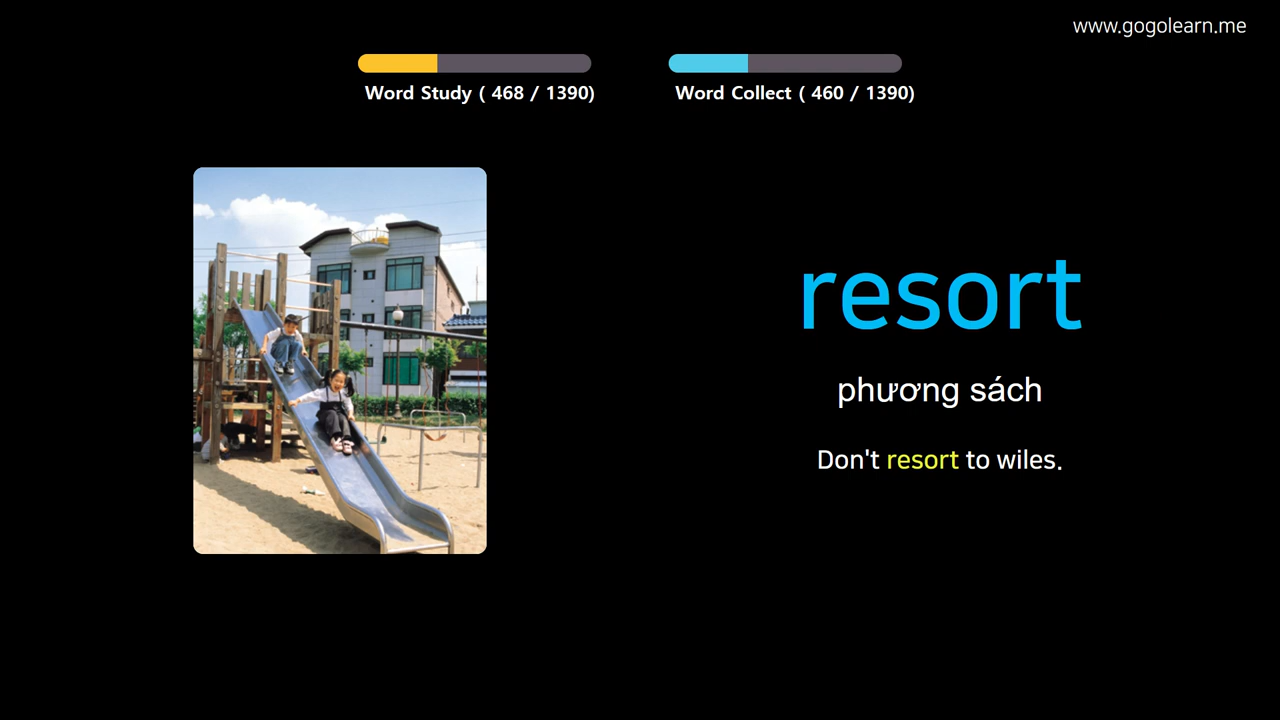 www.gogolearn.me
Word Study ( 468 / 1390)
Word Collect ( 460 / 1390)
resort
phương sách
Don't resort to wiles.